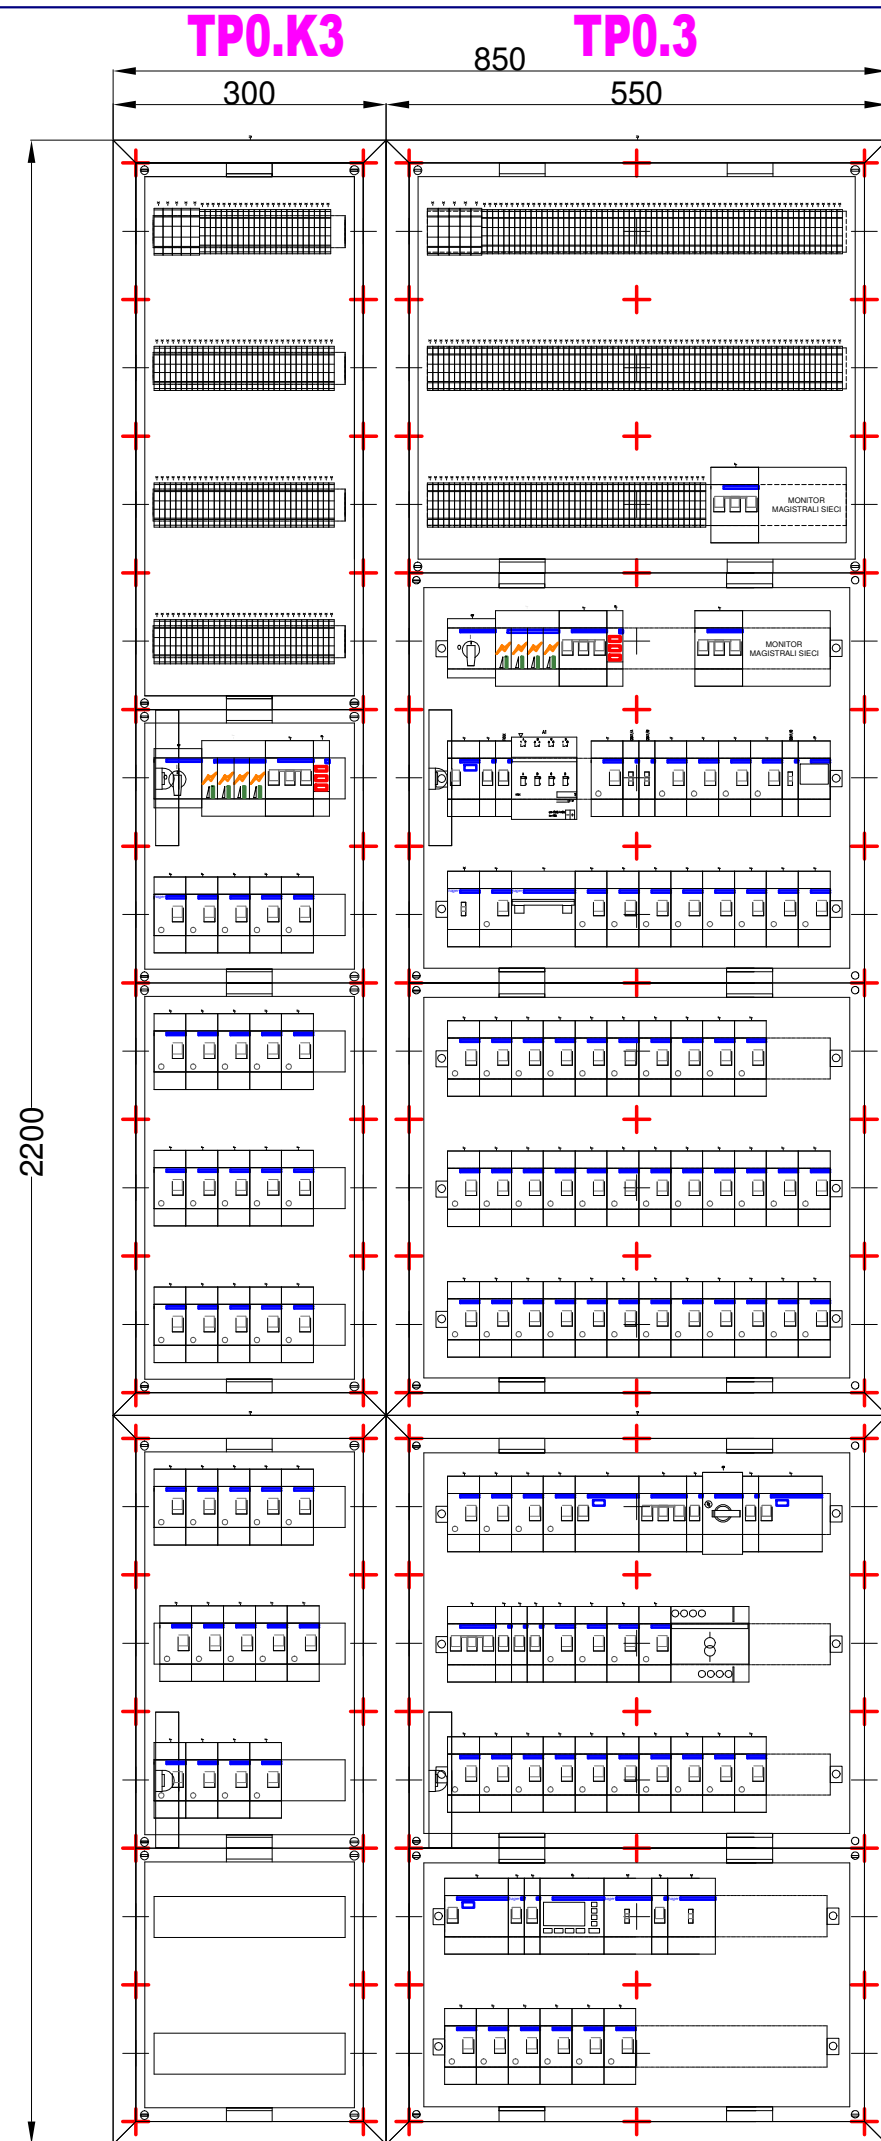 TP0.K3 TP0.3
850
300 550
MONITOR
MAGISTRALI SIECI
MONITOR
MAGISTRALI SIECI
2200